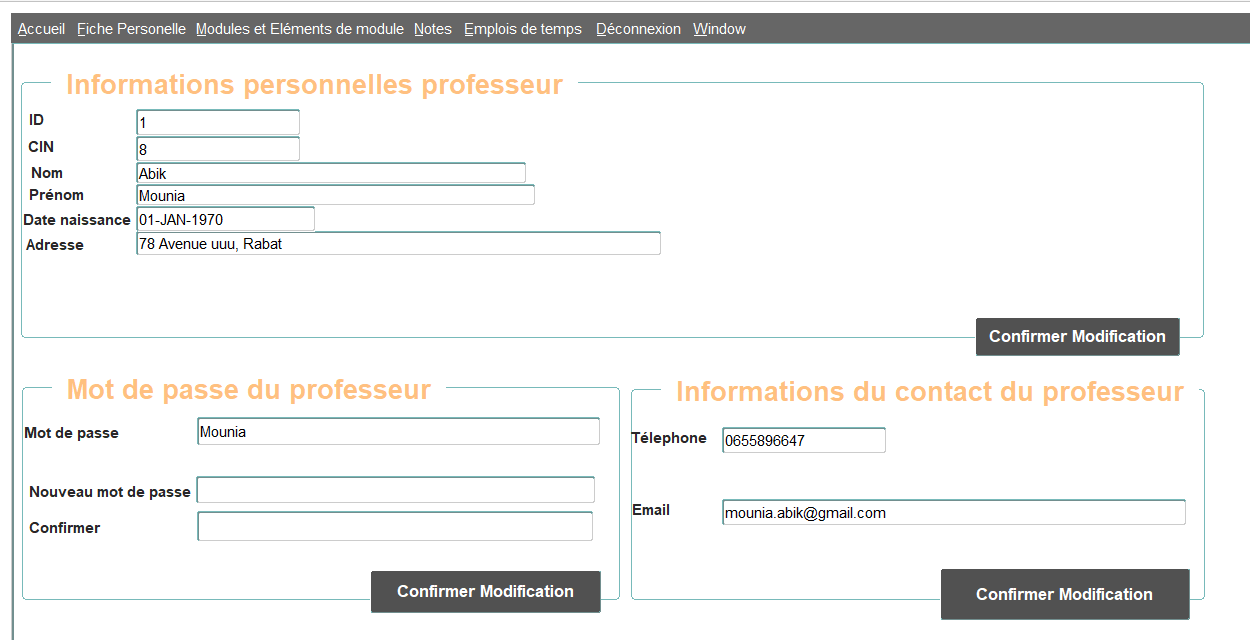 Accueil Fiche Personelle Modules et Eléments de module Notes Emplois de temps Déconnexion Window
Informations personnelles professeur
ID 1
CIN 8
Nom Abik
Prénom Mounia
Date naissance 01-JAN-1970
Adresse 78 Avenue uuu, Rabat
Confirmer Modification
Mot de passe du professeur
Mot de passe Mounia
Nouveau mot de passe
Confirmer
Confirmer Modification
Informations du contact du professeur
Télephone 0655896647
Email mounia.abik@gmail.com
Confirmer Modification